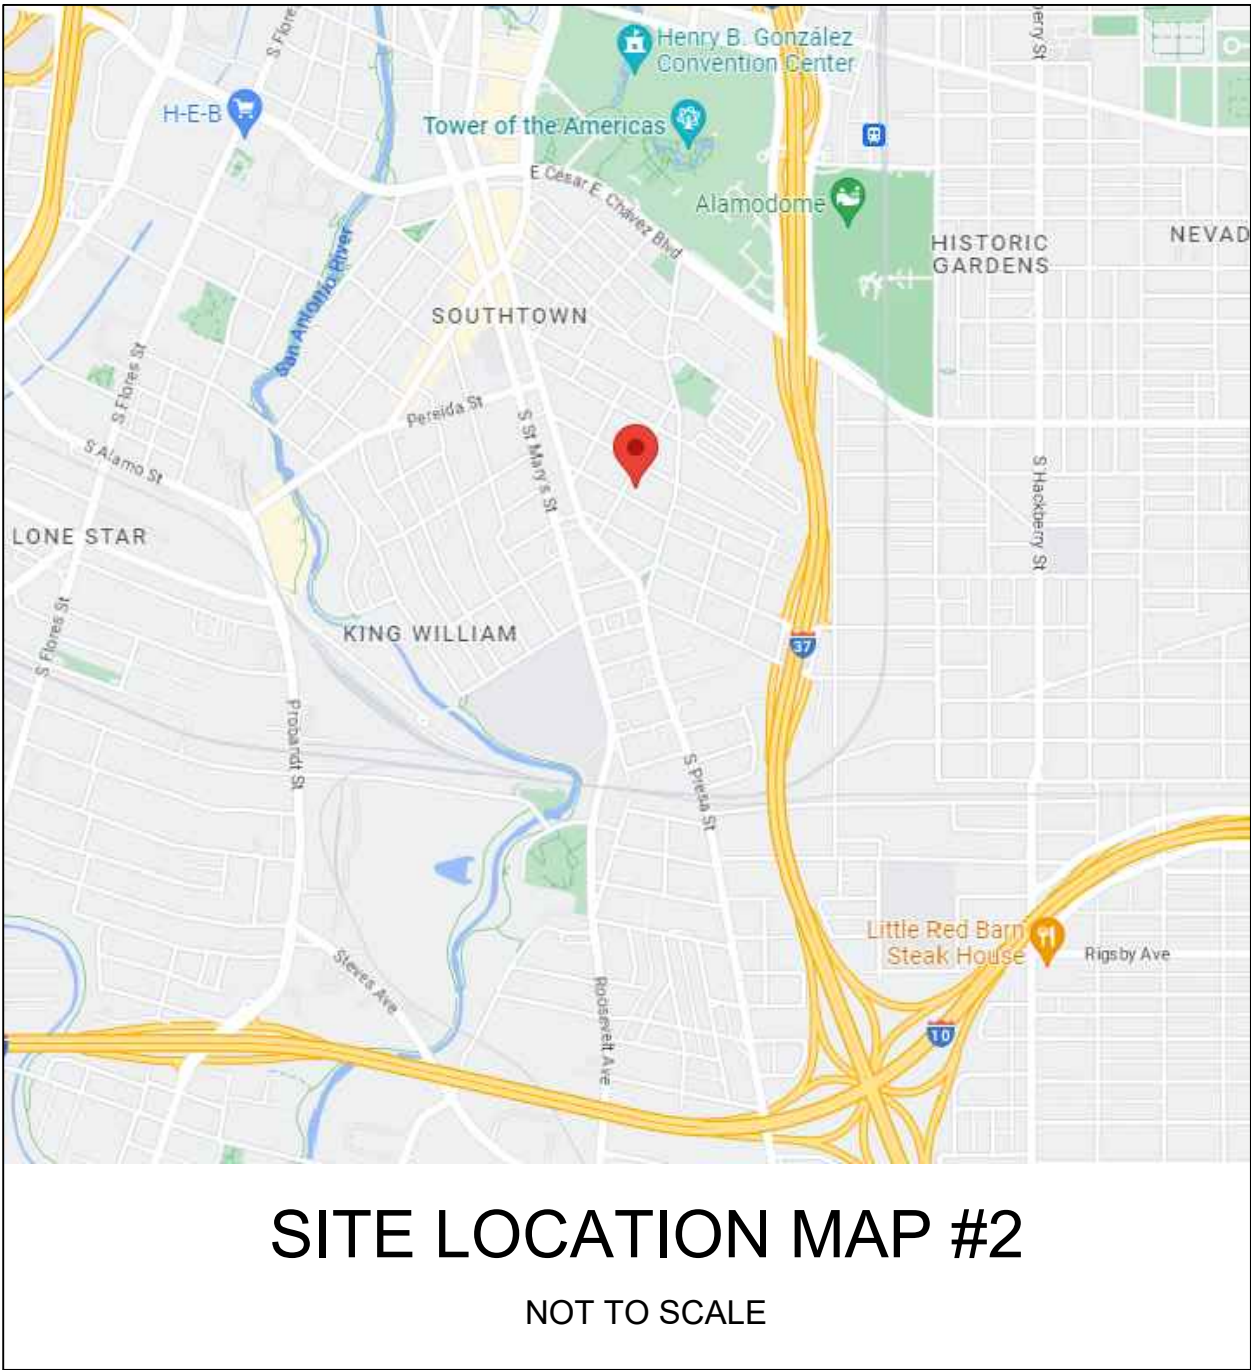 S Flores
erry St
Henry B. González
Convention Center
H-E-B
Tower of the Americas
E César E. Chávez Blvd
Alamodome
HISTORIC
GARDENS
NEVAD
San Antonio River
SOUTHTOWN
S Flores St
Pereida St
S St Mary's St
S Alamo St
S Hackberry St
LONE STAR
S Flores St
KING WILLIAM
37
Probandt St
S Presa St
Little Red Barn
Steak House
Rigsby Ave
Steves Ave
Roosevelt Ave
10
SITE LOCATION MAP #2
NOT TO SCALE